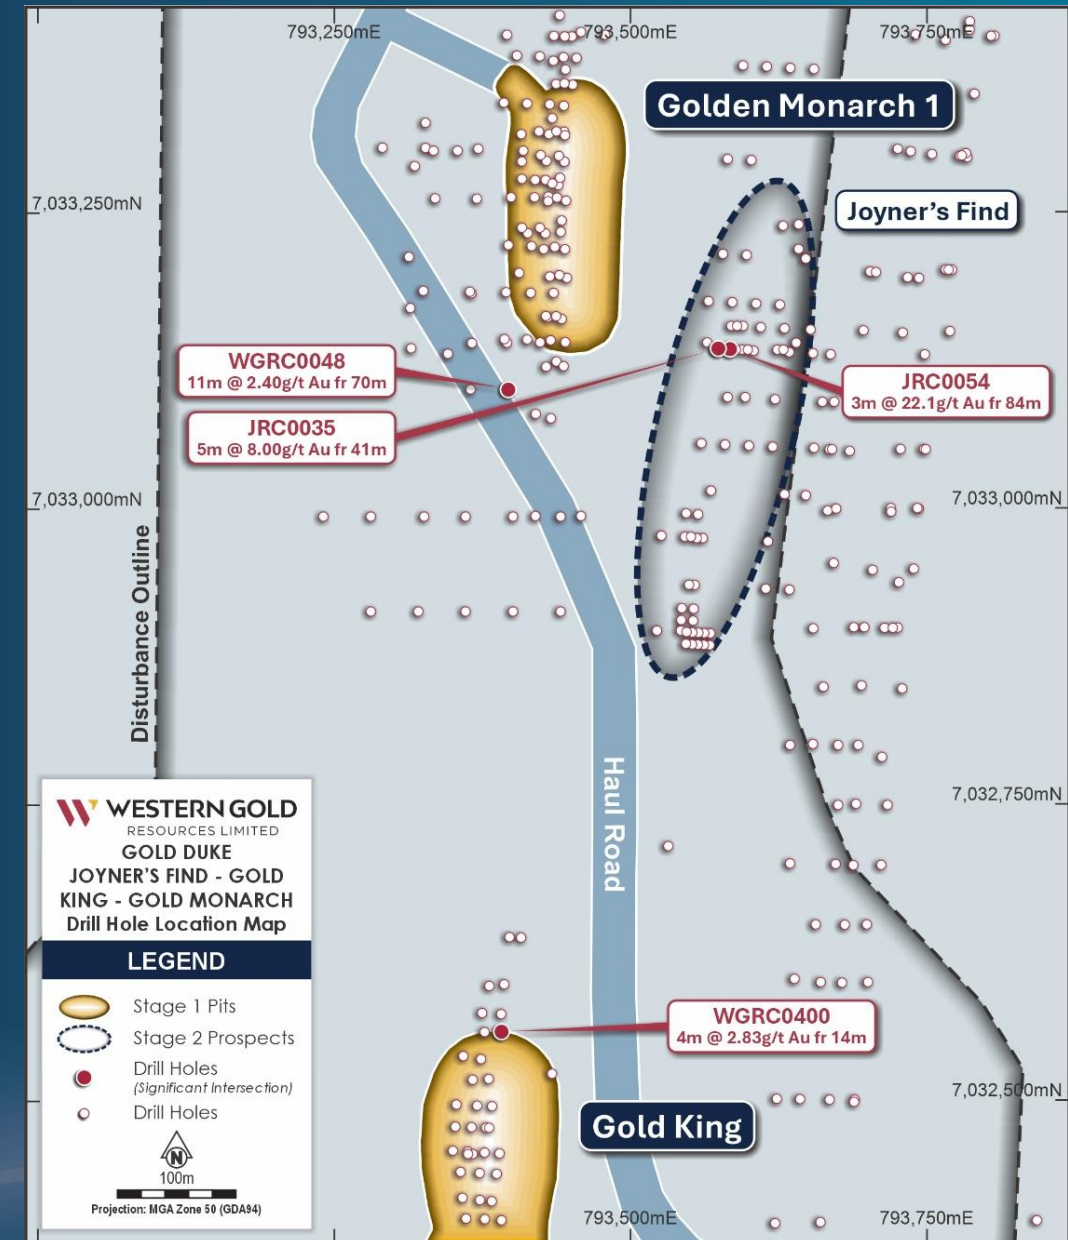 793,250mE
793,500mE
793,750mE
Golden Monarch 1
7,033,250mN
Joyner's Find
WGRC0048
11m @ 2.40g/t Au fr 70m
JRC0054
3m @ 22.1g/t Au fr 84m
JRC0035
5m @ 8.00g/t Au fr 41m
7,033,000mN
7,033,000mN
Disturbance Outline
Haul Road
7,032,750mN
WESTERN GOLD
RESOURCES LIMITED
GOLD DUKE
JOYNER'S FIND - GOLD
KING - GOLD MONARCH
Drill Hole Location Map
LEGEND
Stage 1 Pits
Stage 2 Prospects
Drill Holes
(Significant Intersection)
Drill Holes
N
100m
Projection: MGA Zone 50 (GDA94)
WGRC0400
4m @ 2.83g/t Au fr 14m
7,032,500mN
Gold King
793,500mE
793,750mE